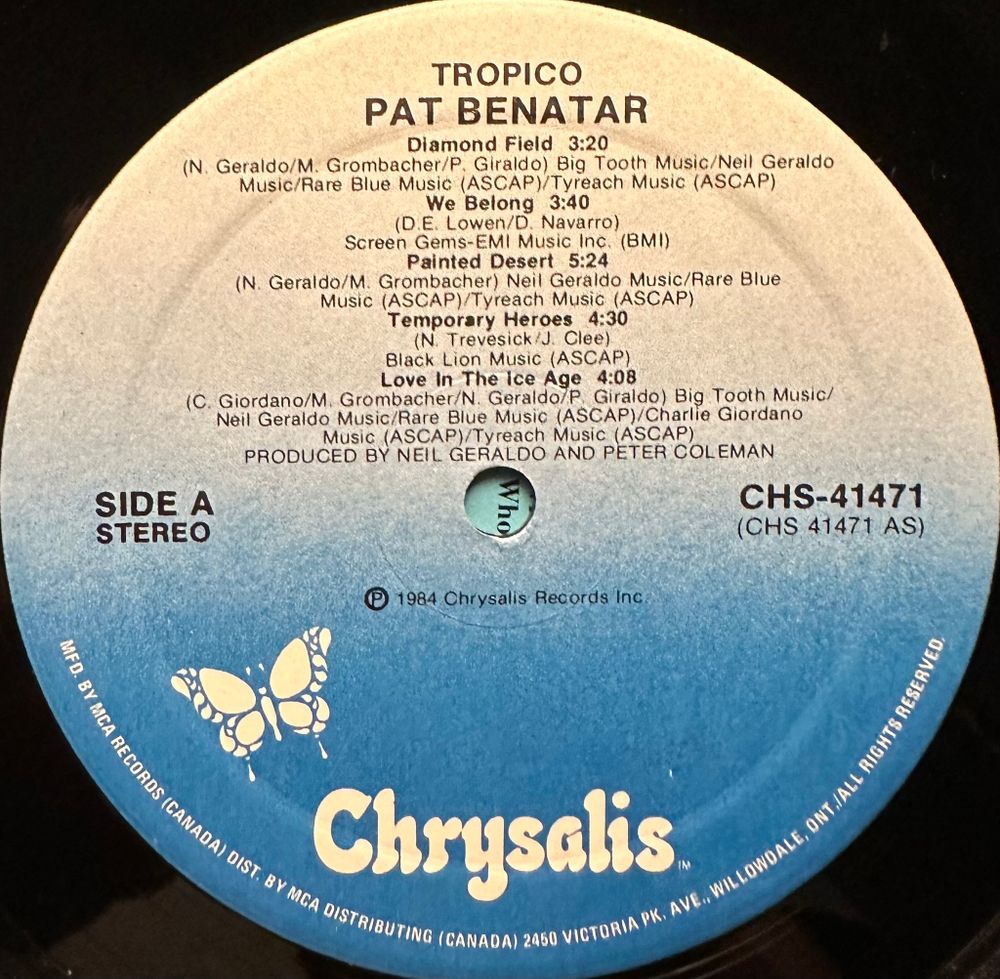 TROPICO
PAT BENATAR
Diamond Field 3:20
(N. Geraldo/M. Grombacher/P. Giraldo) Big Tooth Music/Neil Geraldo
Music/Rare Blue Music (ASCAP)/Tyreach Music (ASCAP)
We Belong 3:40
(D.E. Lowen/D. Navarro)
Screen Gems-EMI Music Inc. (BMI)
Painted Desert 5:24
(N. Geraldo/M. Grombacher) Neil Geraldo Music/Rare Blue
Music (ASCAP)/Tyreach Music (ASCAP)
Temporary Heroes 4:30
(N. Trevesick/J. Clee)
Black Lion Music (ASCAP)
Love In The Ice Age 4:08
(C. Giordano/M. Grombacher/N. Geraldo/P. Giraldo) Big Tooth Music/
Neil Geraldo Music/Rare Blue Music (ASCAP)/Charlie Giordano
Music (ASCAP)/Tyreach Music (ASCAP)
PRODUCED BY NEIL GERALDO AND PETER COLEMAN
SIDE A
STEREO
Who
CHS-41471
(CHS 41471 AS)
℗ 1984 Chrysalis Records Inc.
Chrysalis™
MFD. BY MCA RECORDS (CANADA) DIST. BY MCA DISTRIBUTING (CANADA) 2450 VICTORIA PK. AVE., WILLOWDALE, ONT./ALL RIGHTS RESERVED.